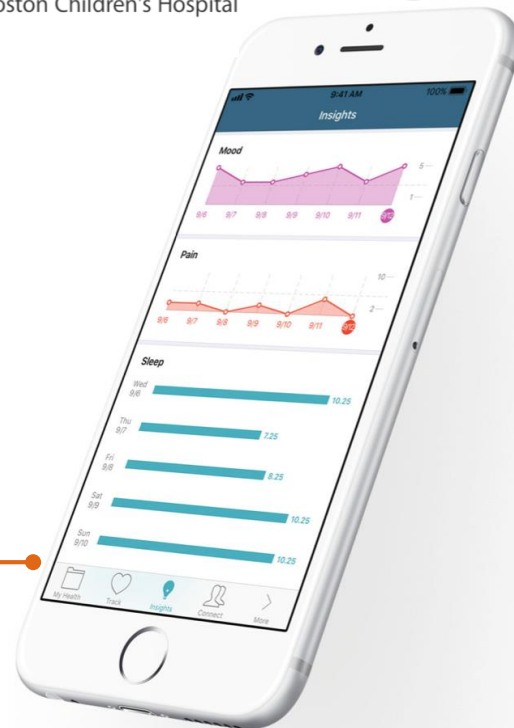 oston Children's Hospital
9:41 AM 100%
Insights
Mood
5
1
9/6 9/7 9/8 9/9 9/10 9/11 9/12
Pain
10
2
9/6 9/7 9/8 9/9 9/10 9/11 9/12
Sleep
Wed
9/6
10.25
Thu
9/7
7.25
Fri
9/8
8.25
Sat
9/9
10.25
Sun
9/10
10.25
My Health Track Insights Connect More